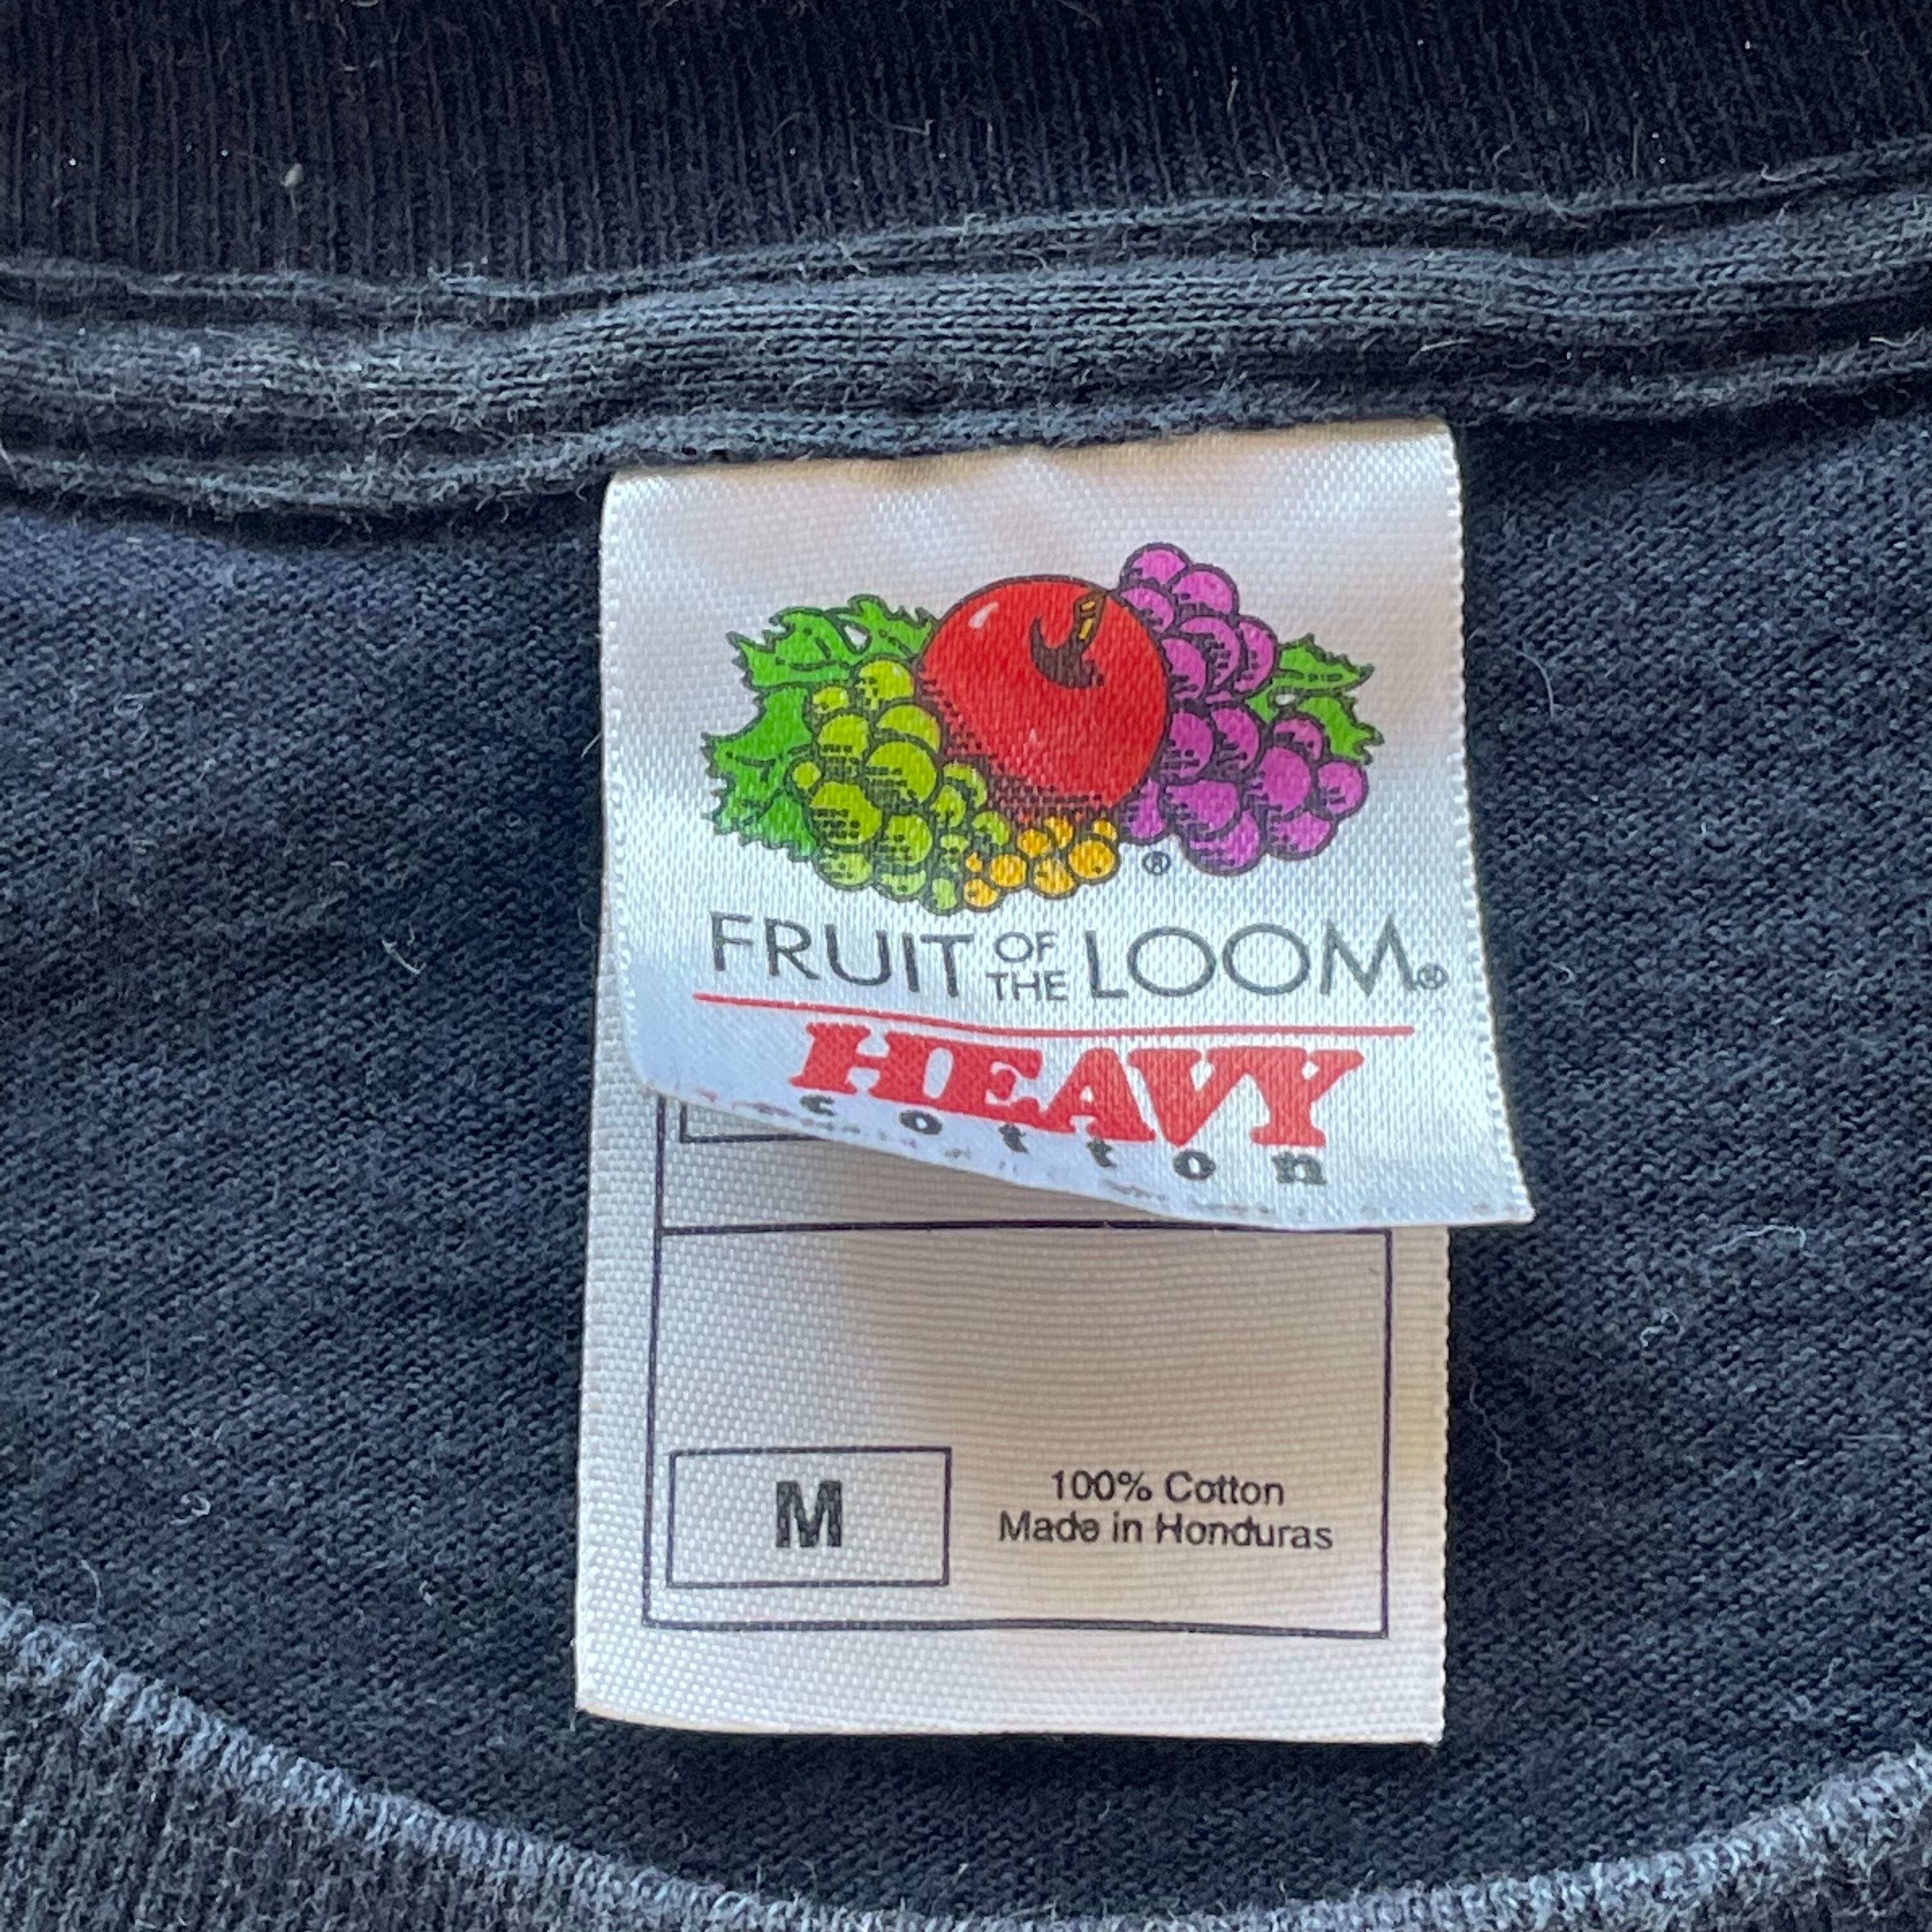 ®
FRUIT OF THE LOOM®
HEAVY
cotton
M
100% Cotton
Made in Honduras